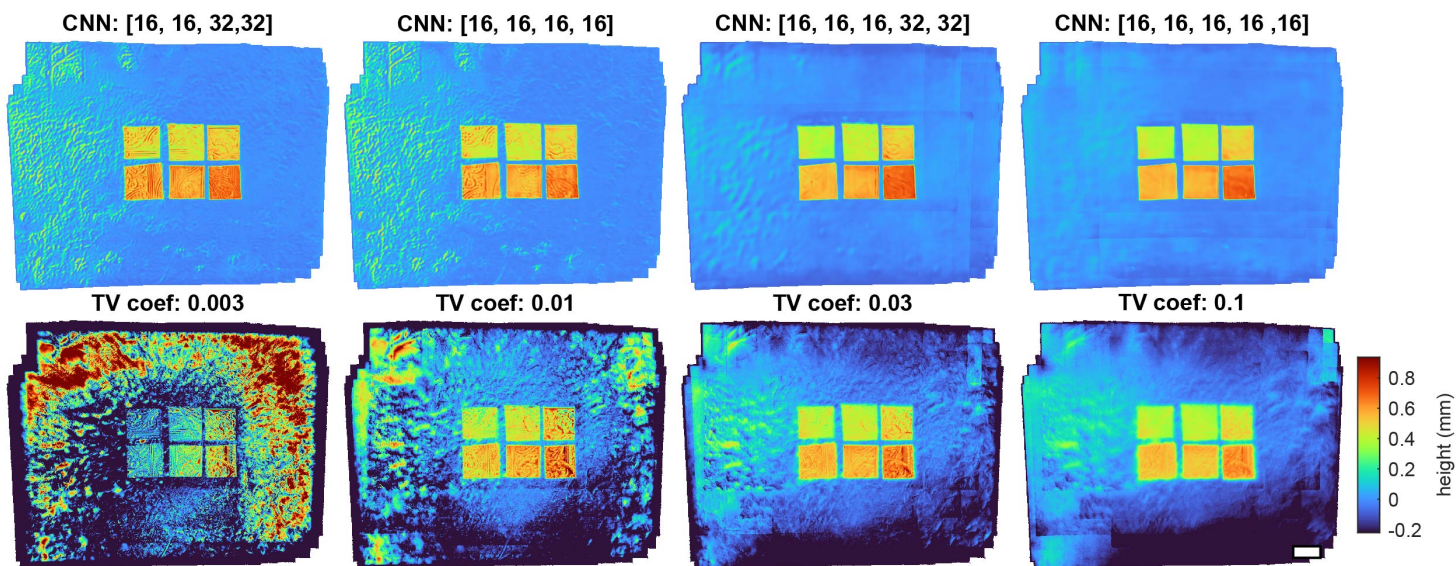 CNN: [16, 16, 32,32]
CNN: [16, 16, 16, 16]
CNN: [16, 16, 16, 32, 32]
CNN: [16, 16, 16, 16 ,16]
TV coef: 0.003
TV coef: 0.01
TV coef: 0.03
TV coef: 0.1
0.8
0.6
0.4
0.2
0
-0.2
height (mm)